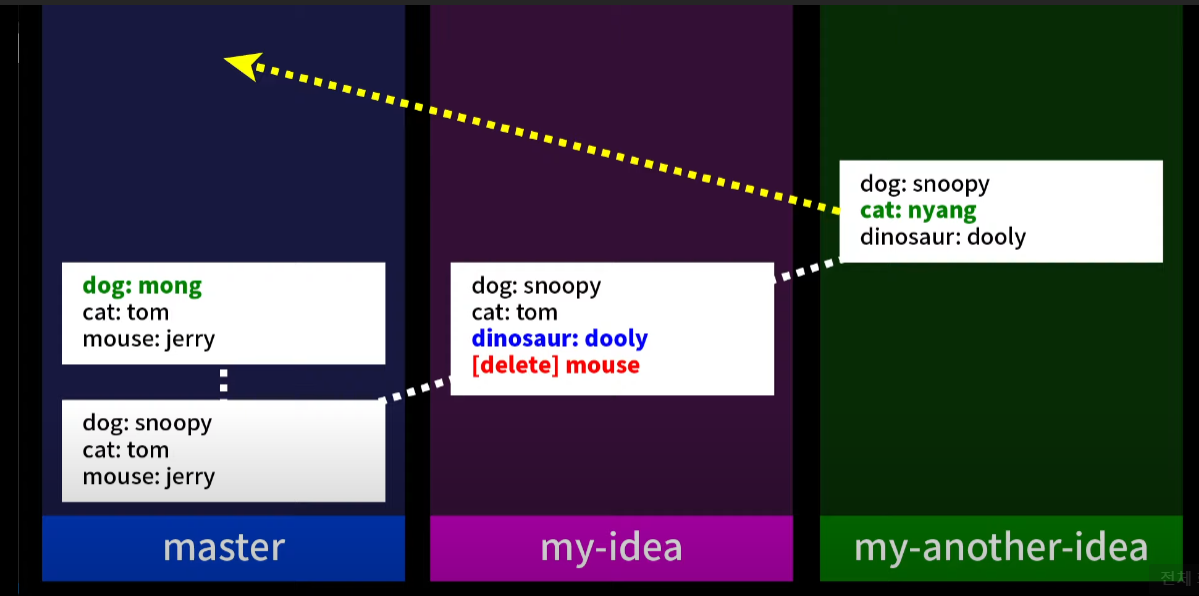 dog: mong
cat: tom
mouse: jerry
dog: snoopy
cat: tom
mouse: jerry
master
dog: snoopy
cat: tom
dinosaur: dooly
[delete] mouse
my-idea
dog: snoopy
cat: nyang
dinosaur: dooly
my-another-idea
전체